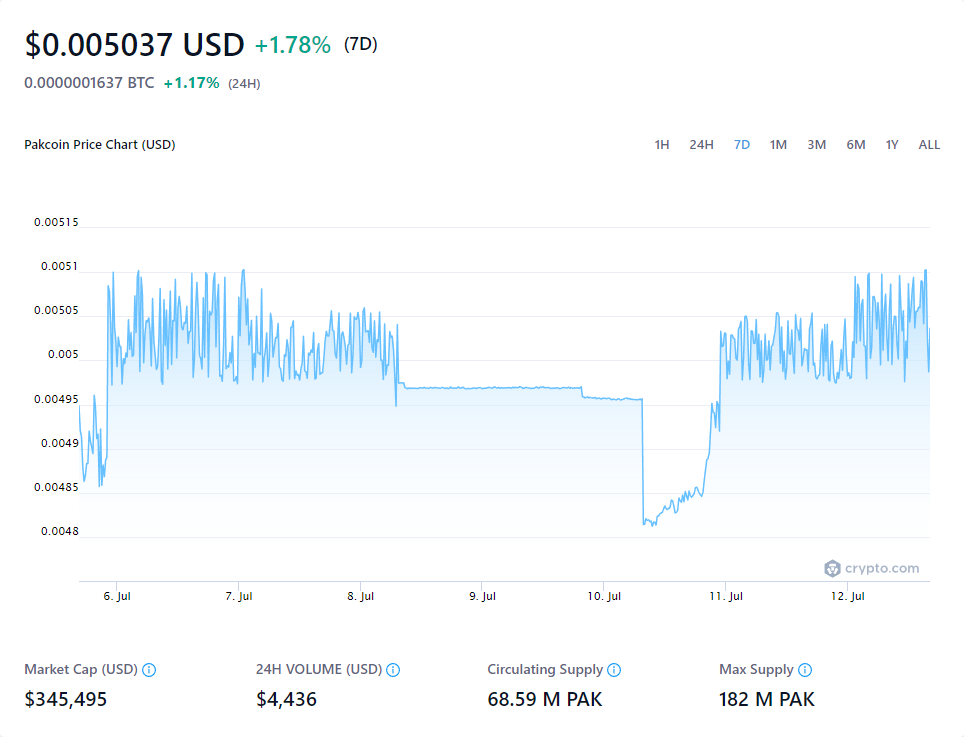 $0.005037 USD +1.78% (7D)
0.0000001637 BTC +1.17% (24H)
Pakcoin Price Chart (USD) 1H 24H 7D 1M 3M 6M 1Y ALL
0.00515
0.0051
0.00505
0.005
0.00495
0.0049
0.00485
0.0048
crypto.com
6. Jul 7. Jul 8. Jul 9. Jul 10. Jul 11. Jul 12. Jul
Market Cap (USD) 24H VOLUME (USD) Circulating Supply Max Supply
$345,495 $4,436 68.59 M PAK 182 M PAK